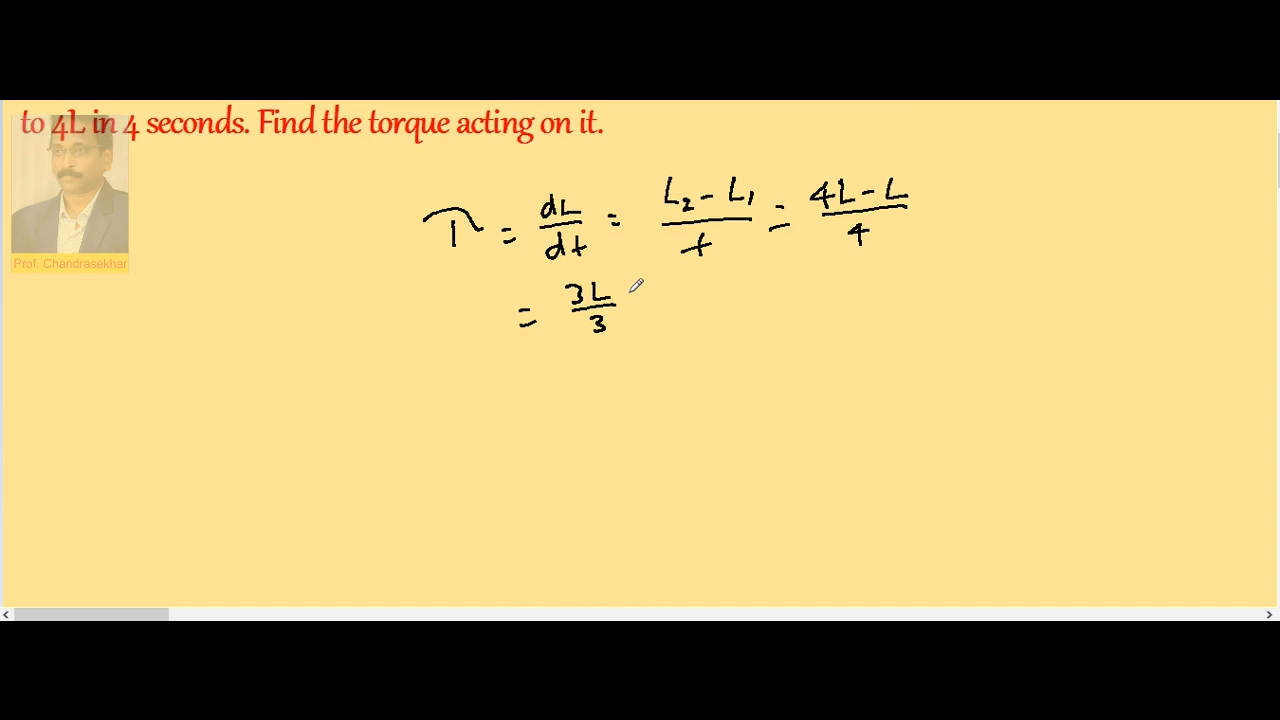 to 4L in 4 seconds. Find the torque acting on it.
Prof. Chandrasekhar
τ = dL/dt = L₂ - L₁/t = 4L - L/4
= 3L/3